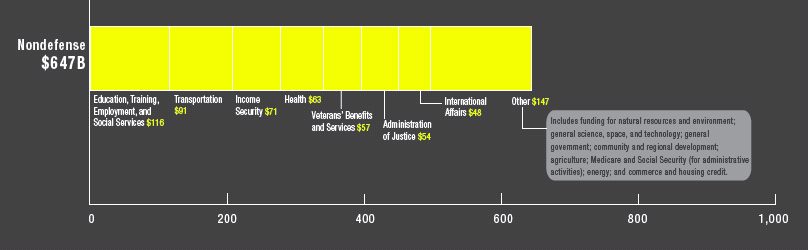 Nondefense
$647B
Education, Training,
Employment, and
Social Services $116
Transportation
$91
Income
Security $71
Health $63
Veterans' Benefits
and Services $57
Administration
of Justice $54
International
Affairs $48
Other $147
Includes funding for natural resources and environment;
general science, space, and technology; general
government; community and regional development;
agriculture; Medicare and Social Security (for administrative
activities); energy; and commerce and housing credit.
0 200 400 600 800 1,000